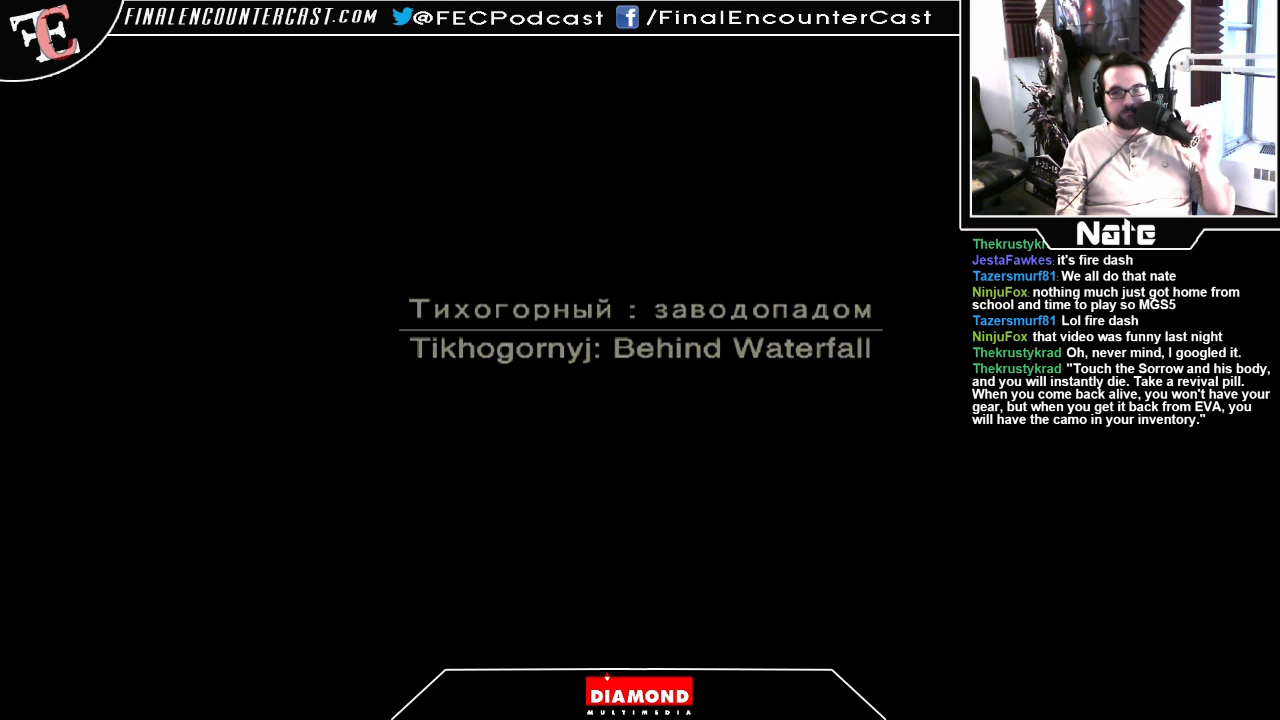 FINALENCOUNTERCAST.COM @FECPodcast /FinalEncounterCast
FEC
Nate
Thekrustykr
JestaFawkes: it's fire dash
Tazersmurf81: We all do that nate
NinjuFox: nothing much just got home from
school and time to play so MGS5
Tazersmurf81 Lol fire dash
NinjuFox that video was funny last night
Thekrustykrad Oh, never mind, I googled it.
Thekrustykrad "Touch the Sorrow and his body,
and you will instantly die. Take a revival pill.
When you come back alive, you won't have your
gear, but when you get it back from EVA, you
will have the camo in your inventory."
Тихогорный : заводопадом
Tikhogornyj: Behind Waterfall
DIAMOND
MULTIMEDIA